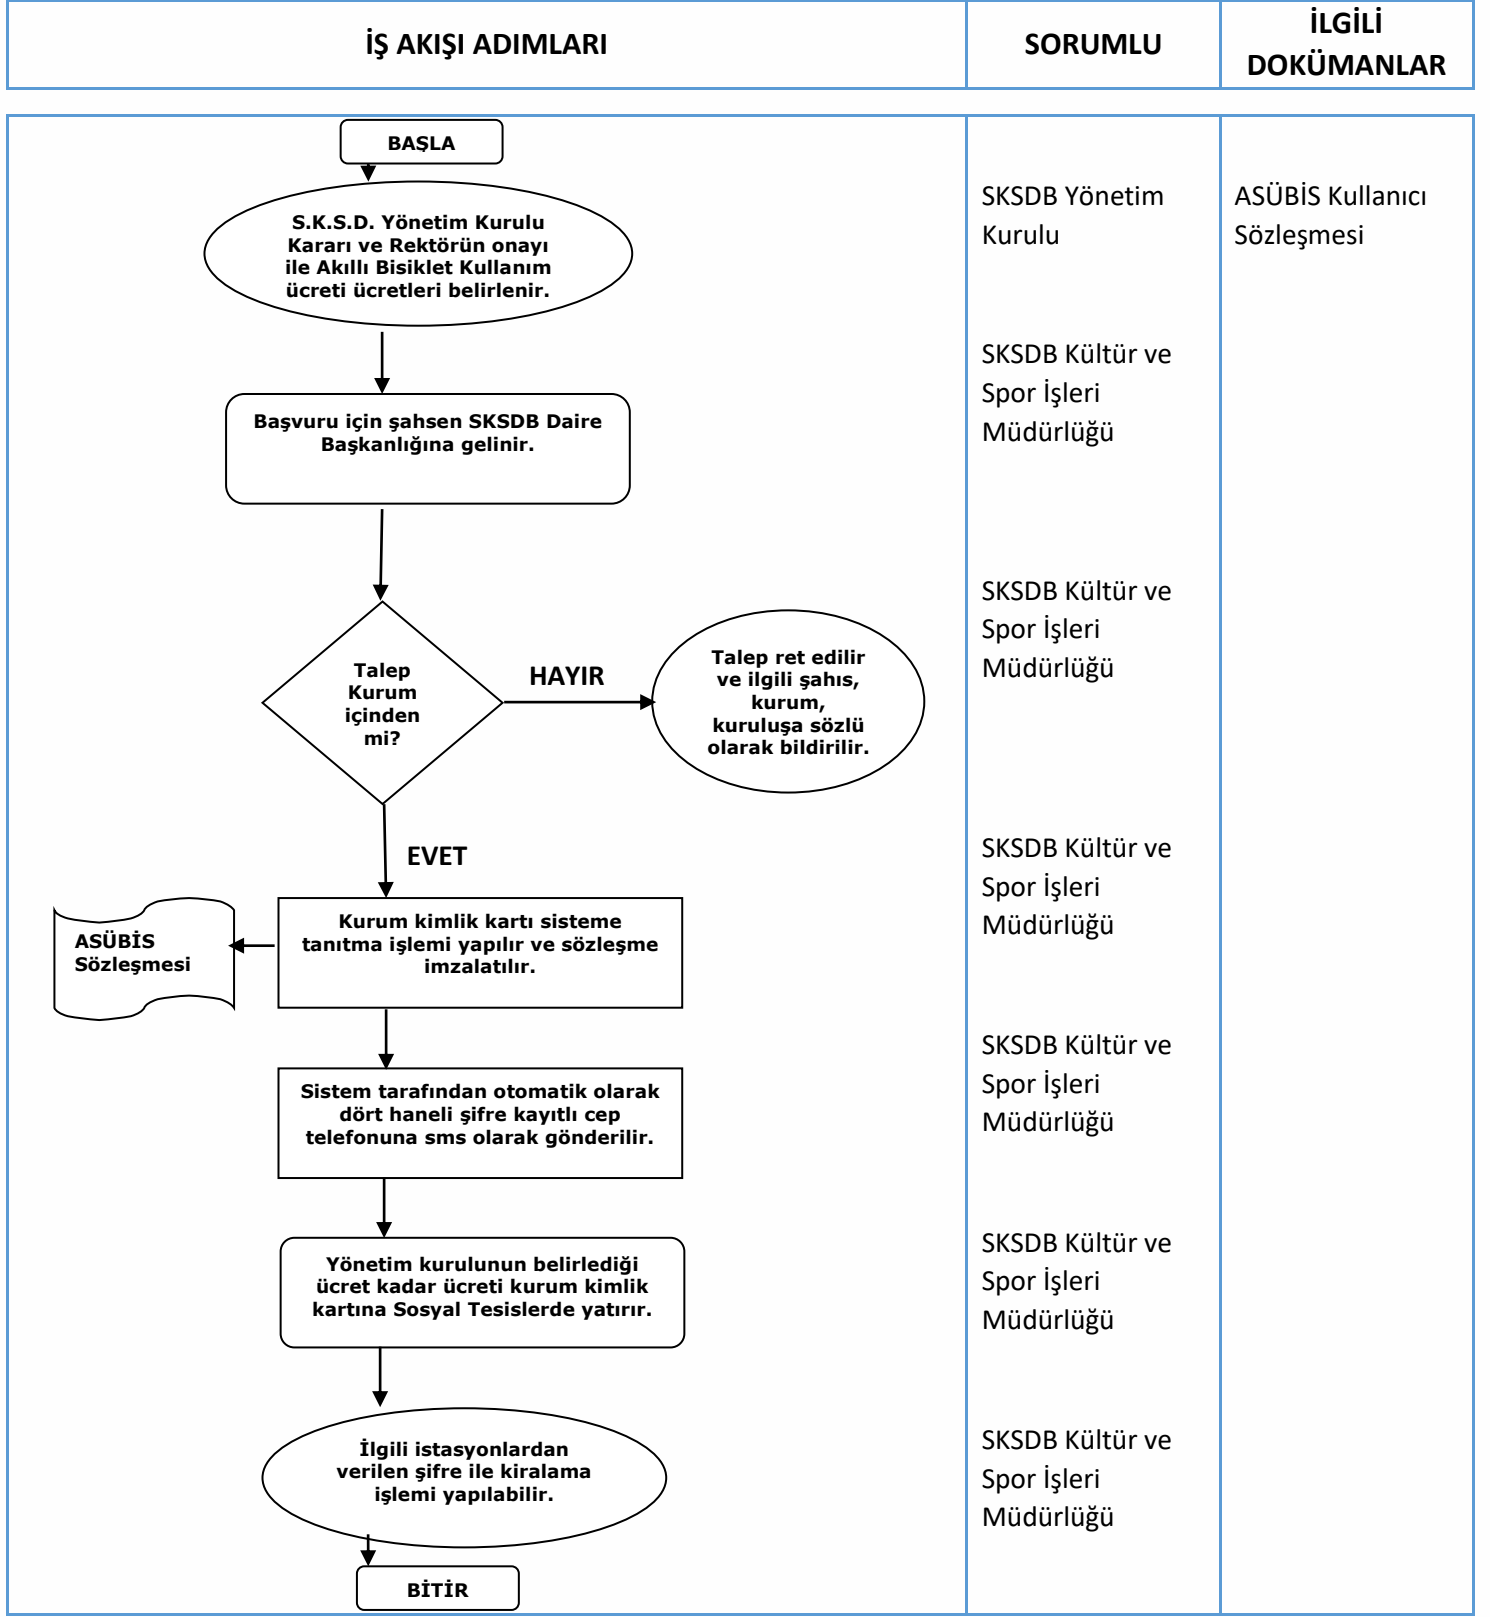 İŞ AKIŞI ADIMLARI
SORUMLU
İLGİLİ
DOKÜMANLAR
BAŞLA
S.K.S.D. Yönetim Kurulu
Kararı ve Rektörün onayı
ile Akıllı Bisiklet Kullanım
ücreti ücretleri belirlenir.
SKSDB Yönetim
Kurulu
ASÜBİS Kullanıcı
Sözleşmesi
Başvuru için şahsen SKSDB Daire
Başkanlığına gelinir.
SKSDB Kültür ve
Spor İşleri
Müdürlüğü
Talep
Kurum
içinden
mi?
HAYIR
Talep ret edilir
ve ilgili şahıs,
kurum,
kuruluşa sözlü
olarak bildirilir.
SKSDB Kültür ve
Spor İşleri
Müdürlüğü
EVET
ASÜBİS
Sözleşmesi
Kurum kimlik kartı sisteme
tanıtma işlemi yapılır ve sözleşme
imzalatılır.
SKSDB Kültür ve
Spor İşleri
Müdürlüğü
Sistem tarafından otomatik olarak
dört haneli şifre kayıtlı cep
telefonuna sms olarak gönderilir.
SKSDB Kültür ve
Spor İşleri
Müdürlüğü
Yönetim kurulunun belirlediği
ücret kadar ücreti kurum kimlik
kartına Sosyal Tesislerde yatırır.
SKSDB Kültür ve
Spor İşleri
Müdürlüğü
İlgili istasyonlardan
verilen şifre ile kiralama
işlemi yapılabilir.
SKSDB Kültür ve
Spor İşleri
Müdürlüğü
BİTİR